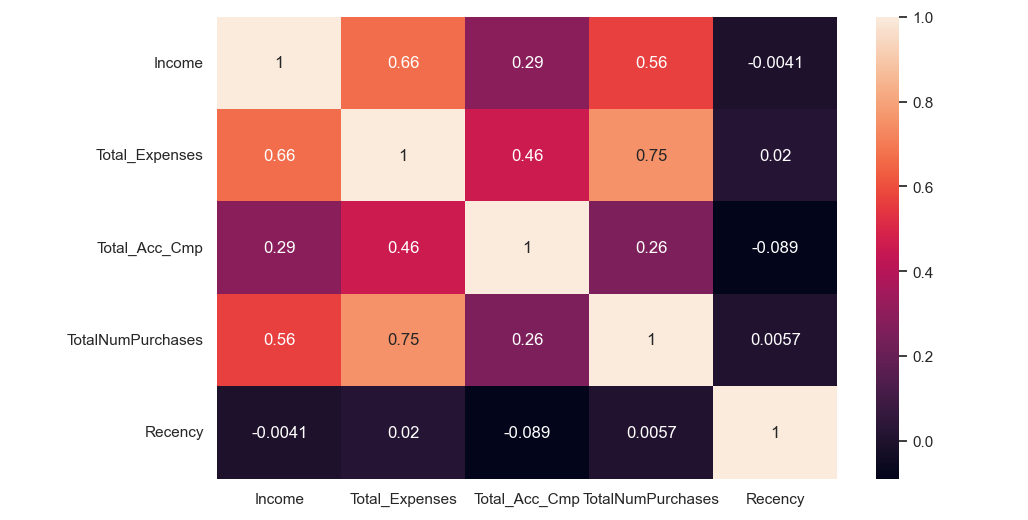 Income 1 0.66 0.29 0.56 -0.0041
Total_Expenses 0.66 1 0.46 0.75 0.02
Total_Acc_Cmp 0.29 0.46 1 0.26 -0.089
TotalNumPurchases 0.56 0.75 0.26 1 0.0057
Recency -0.0041 0.02 -0.089 0.0057 1
Income Total_Expenses Total_Acc_Cmp TotalNumPurchases Recency
1.0
0.8
0.6
0.4
0.2
0.0